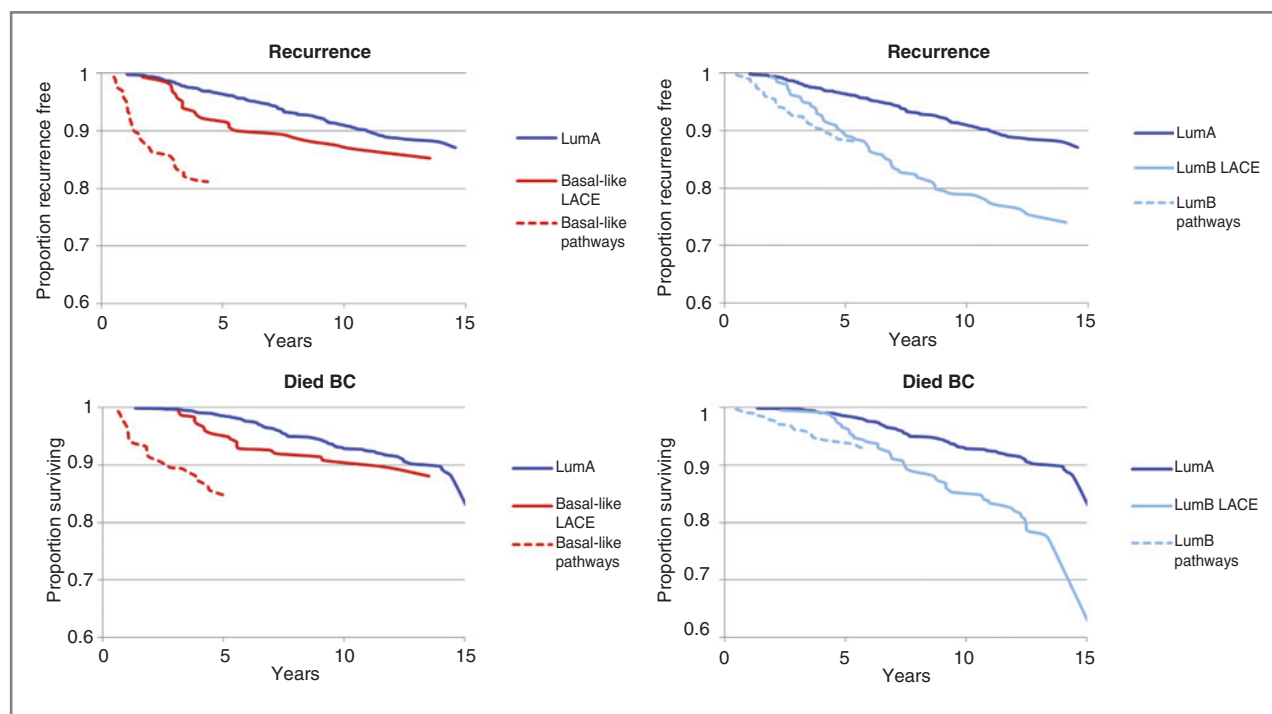 Recurrence
Proportion recurrence free
1
0.9
0.8
0.7
0.6
0
5
10
15
Years
LumA
Basal-like
LACE
Basal-like
pathways
Recurrence
Proportion recurrence free
1
0.9
0.8
0.7
0.6
0
5
10
15
Years
LumA
LumB LACE
LumB
pathways
Died BC
Proportion surviving
1
0.9
0.8
0.7
0.6
0
5
10
15
Years
LumA
Basal-like
LACE
Basal-like
pathways
Died BC
Proportion surviving
1
0.9
0.8
0.7
0.6
0
5
10
15
Years
LumA
LumB LACE
LumB
pathways